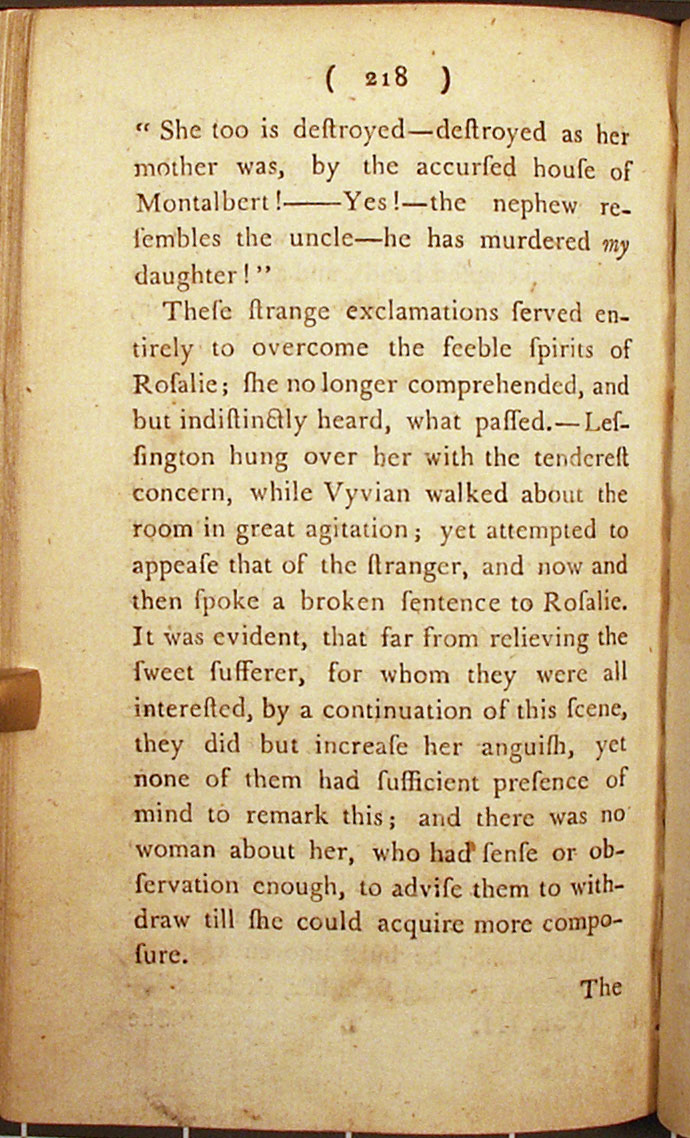 ( 218 )
“ She too is deſtroyed—deſtroyed as her
mother was, by the accurſed houſe of
Montalbert!——Yes!—the nephew re-
ſembles the uncle—he has murdered my
daughter!”
Theſe ſtrange exclamations ſerved en-
tirely to overcome the feeble ſpirits of
Roſalie; ſhe no longer comprehended, and
but indiſtinctly heard, what paſſed.—Leſ-
ſington hung over her with the tendereſt
concern, while Vyvian walked about the
room in great agitation; yet attempted to
appeaſe that of the ſtranger, and now and
then ſpoke a broken ſentence to Roſalie.
It was evident, that far from relieving the
ſweet ſufferer, for whom they were all
intereſted, by a continuation of this ſcene,
they did but increaſe her anguiſh, yet
none of them had ſufficient preſence of
mind to remark this; and there was no
woman about her, who had ſenſe or ob-
ſervation enough, to adviſe them to with-
draw till ſhe could acquire more compo-
ſure.
The